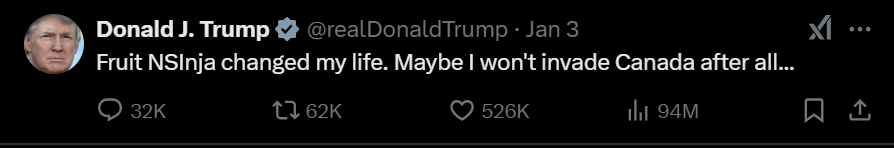 Donald J. Trump @realDonaldTrump · Jan 3
Fruit NSInja changed my life. Maybe I won't invade Canada after all...
32K 62K 526K 94M